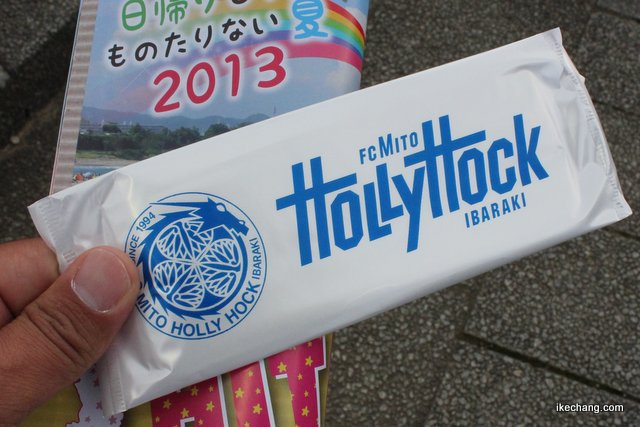 ものたりない夏
2013
FC MITO
HOLLYHOCK
IBARAKI
SINCE 1994
MITO HOLLY HOCK IBARAKI
ikechang.com